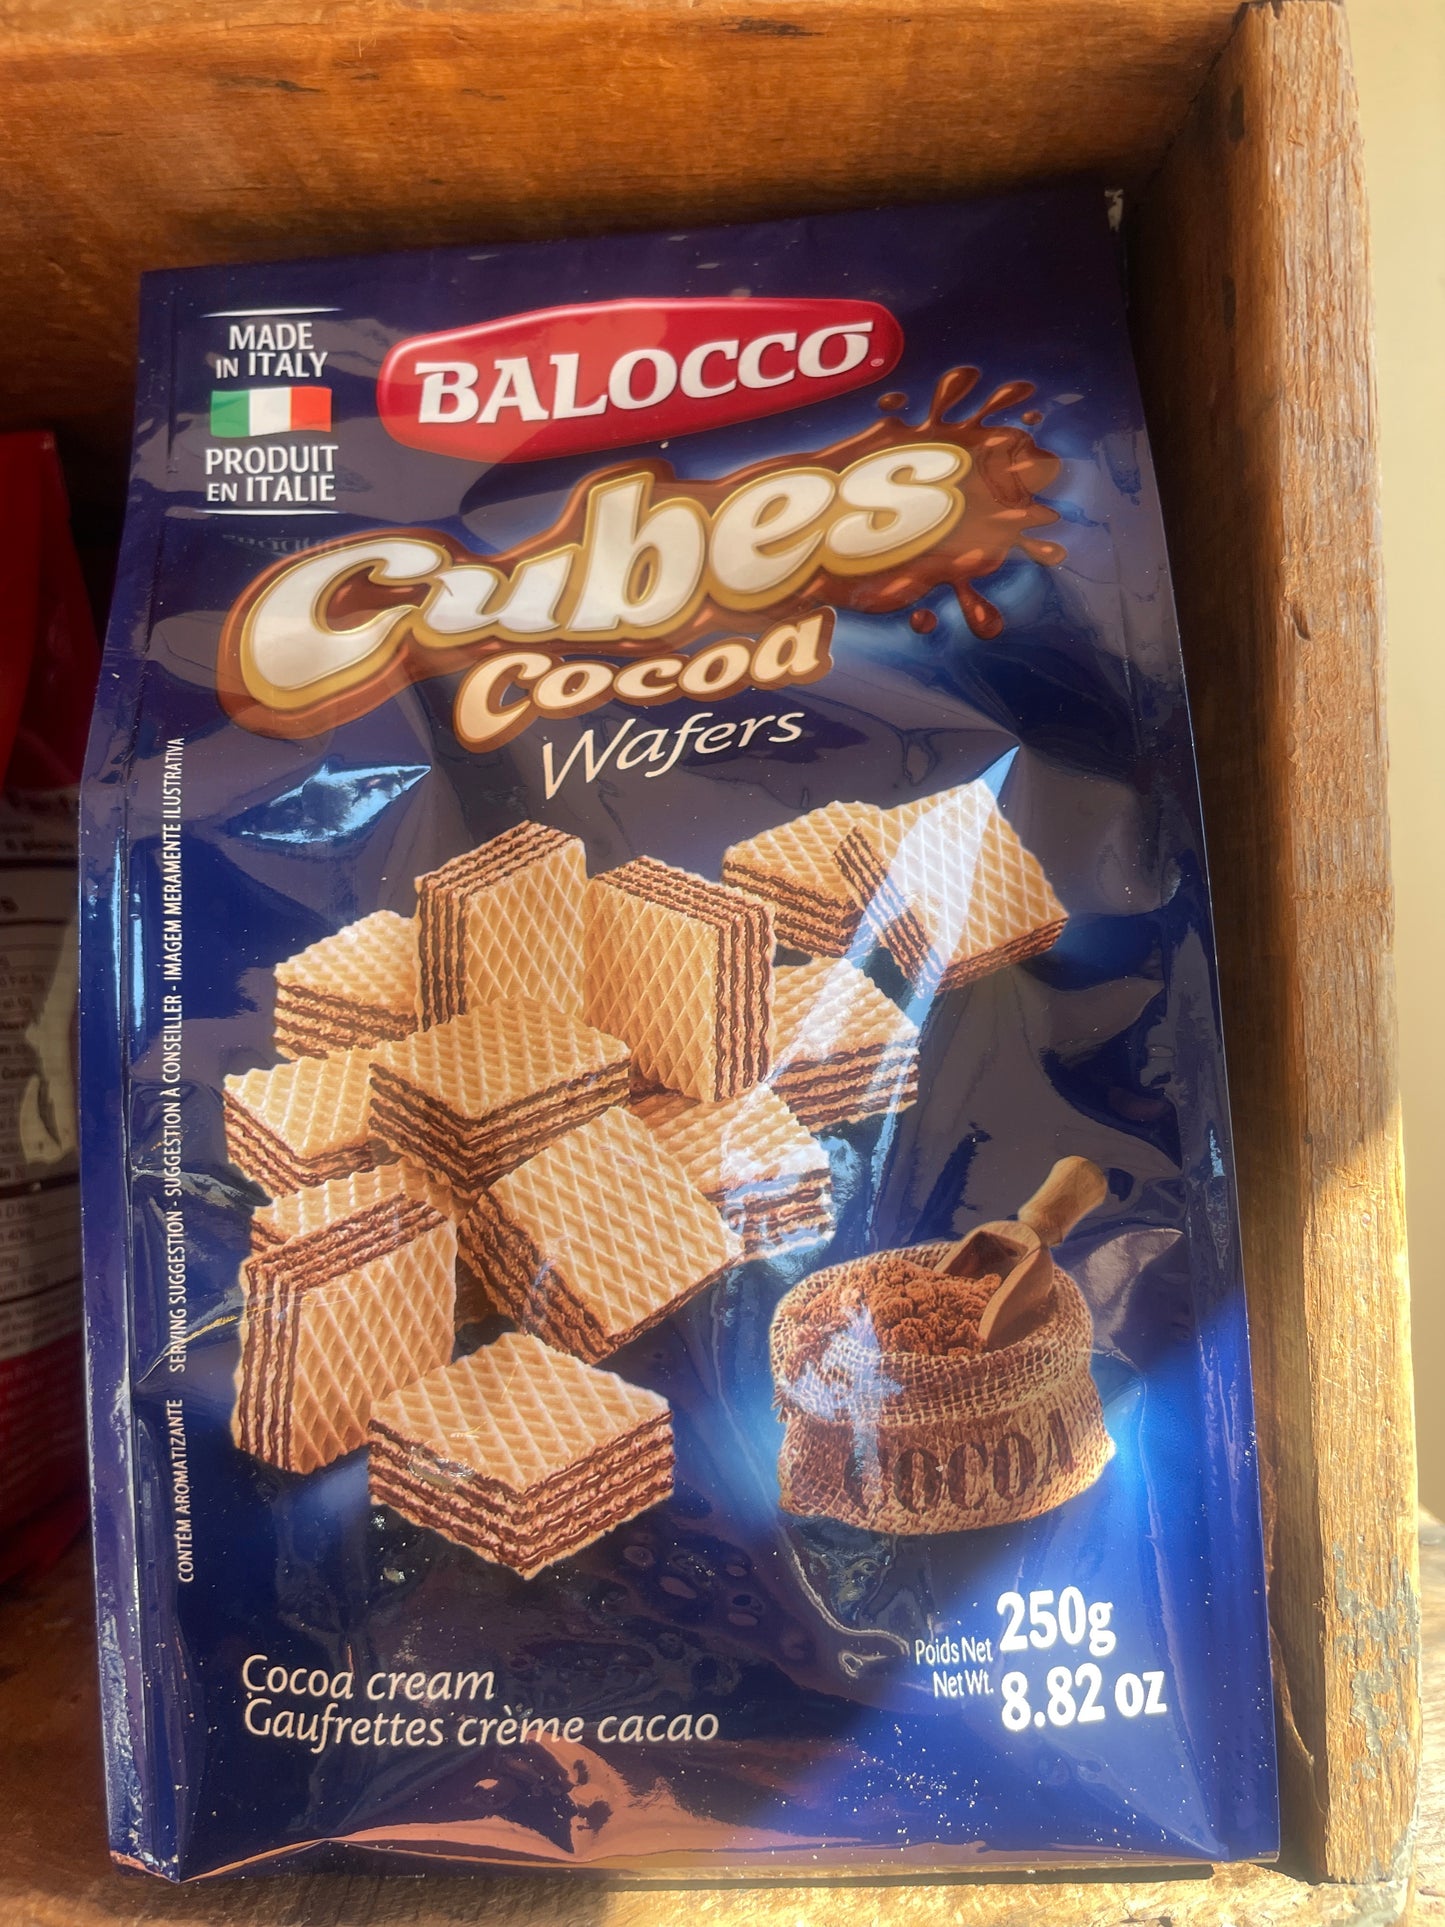 MADE
IN ITALY
PRODUIT
EN ITALIE
BALOCCO
Cubes
Cocoa
Wafers
CONTÉM AROMATIZANTE SERVING SUGGESTION - SUGGESTION À CONSEILLER - IMAGEM MERAMENTE ILUSTRATIVA
COCOA
Poids Net 250g
Net Wt. 8.82 oz
Cocoa cream
Gaufrettes crème cacao